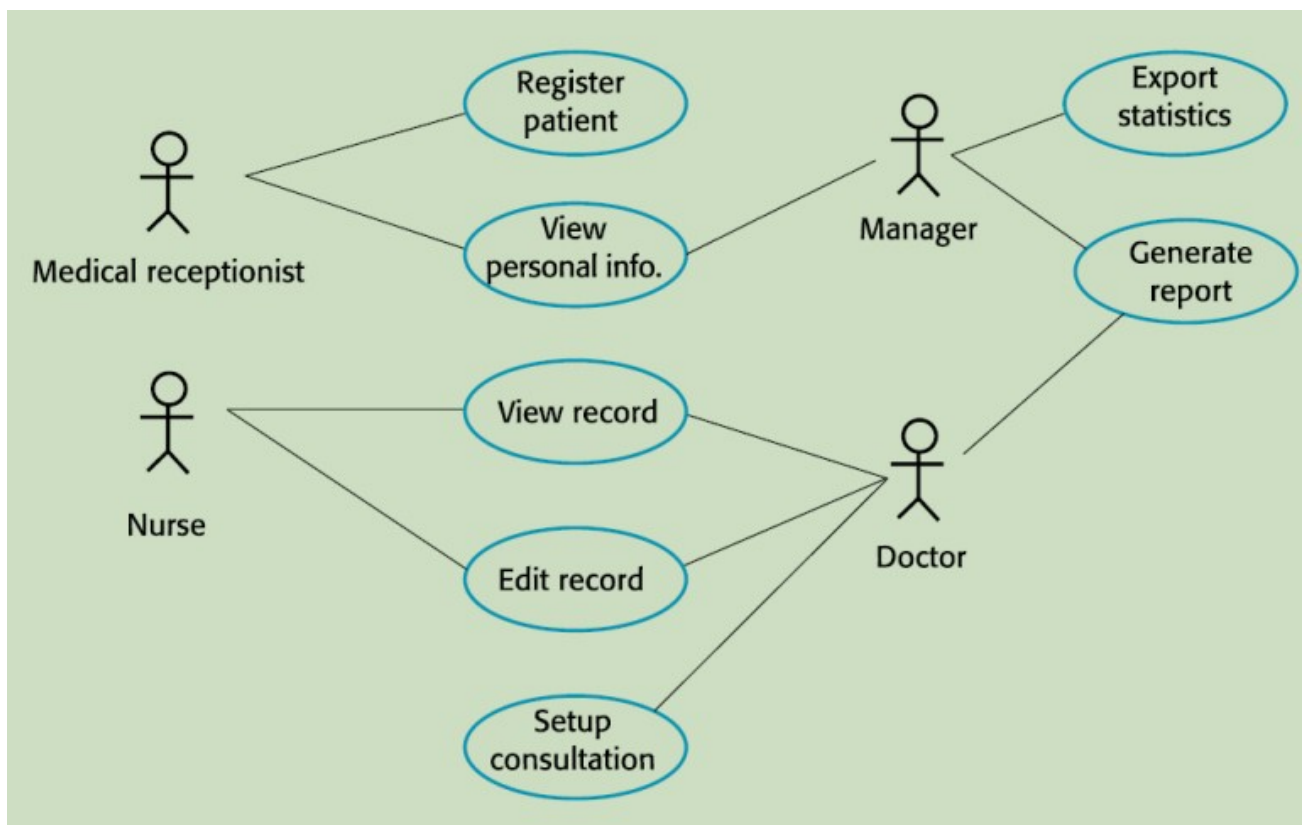 Register
patient
Export
statistics
Medical receptionist
View
personal info.
Manager
Generate
report
Nurse
View record
Edit record
Doctor
Setup
consultation